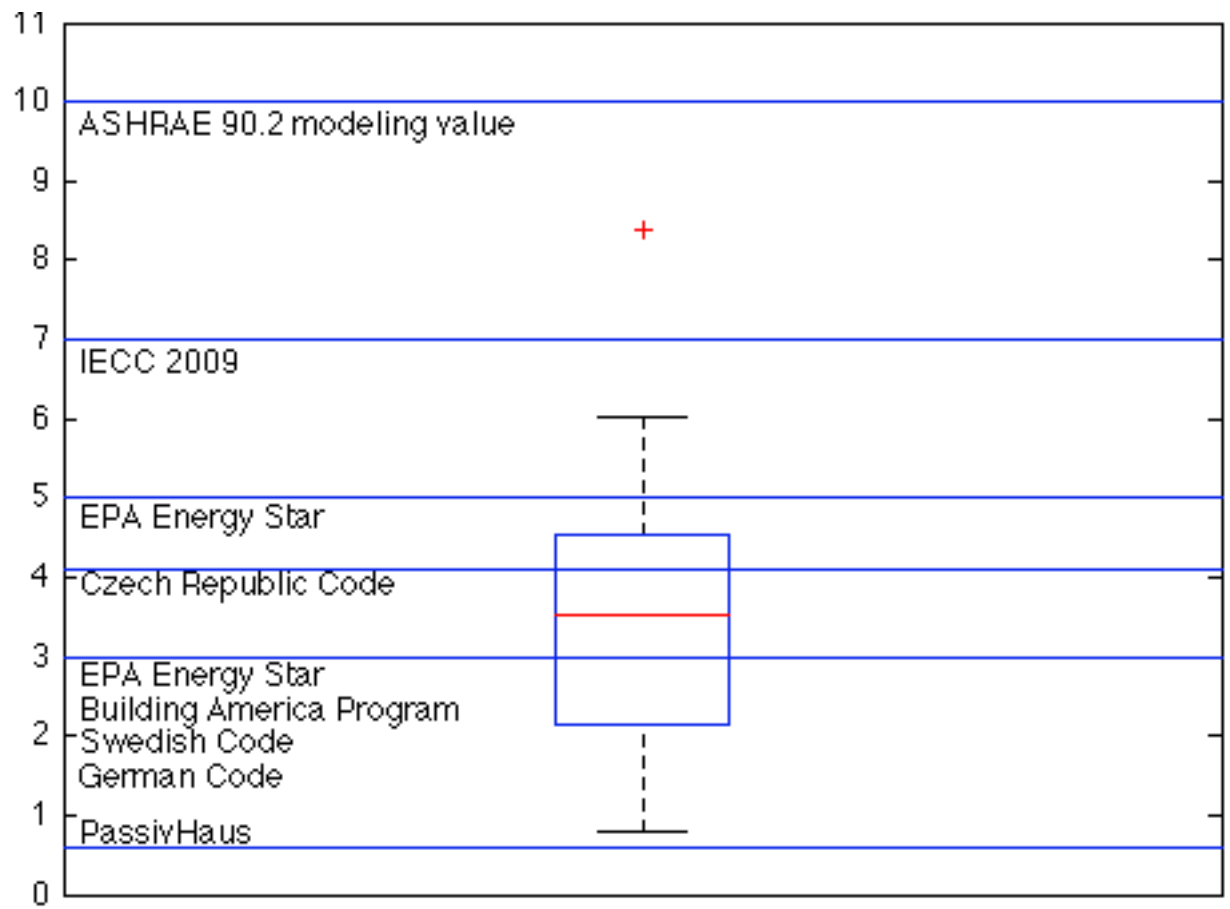 11
10
ASHRAE 90.2 modeling value
9
8
7
IECC 2009
6
5
EPA Energy Star
4
Czech Republic Code
3
EPA Energy Star
Building America Program
2
Swedish Code
German Code
1
PassivHaus
0